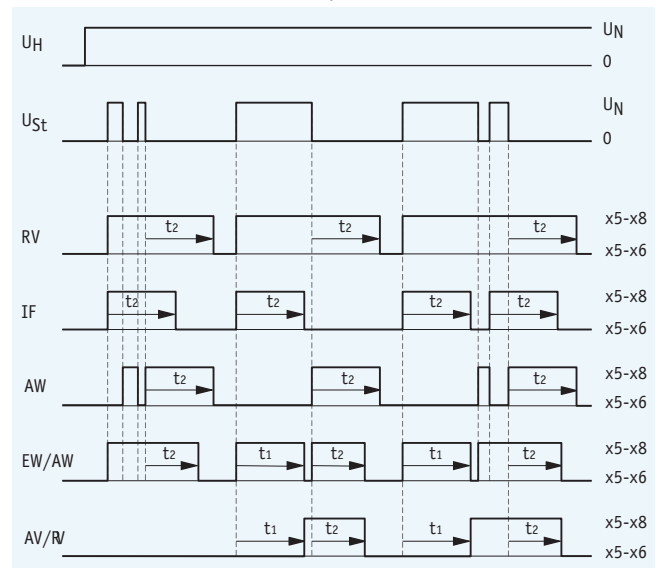 UH UN
0
USt UN
0
RV t2 t2 t2 x5-x8
x5-x6
IF t2 t2 t2 t2 x5-x8
x5-x6
AW t2 t2 t2 x5-x8
x5-x6
EW/AW t2 t1 t2 t1 t2 x5-x8
x5-x6
AV/RV t1 t2 t1 t2 x5-x8
x5-x6